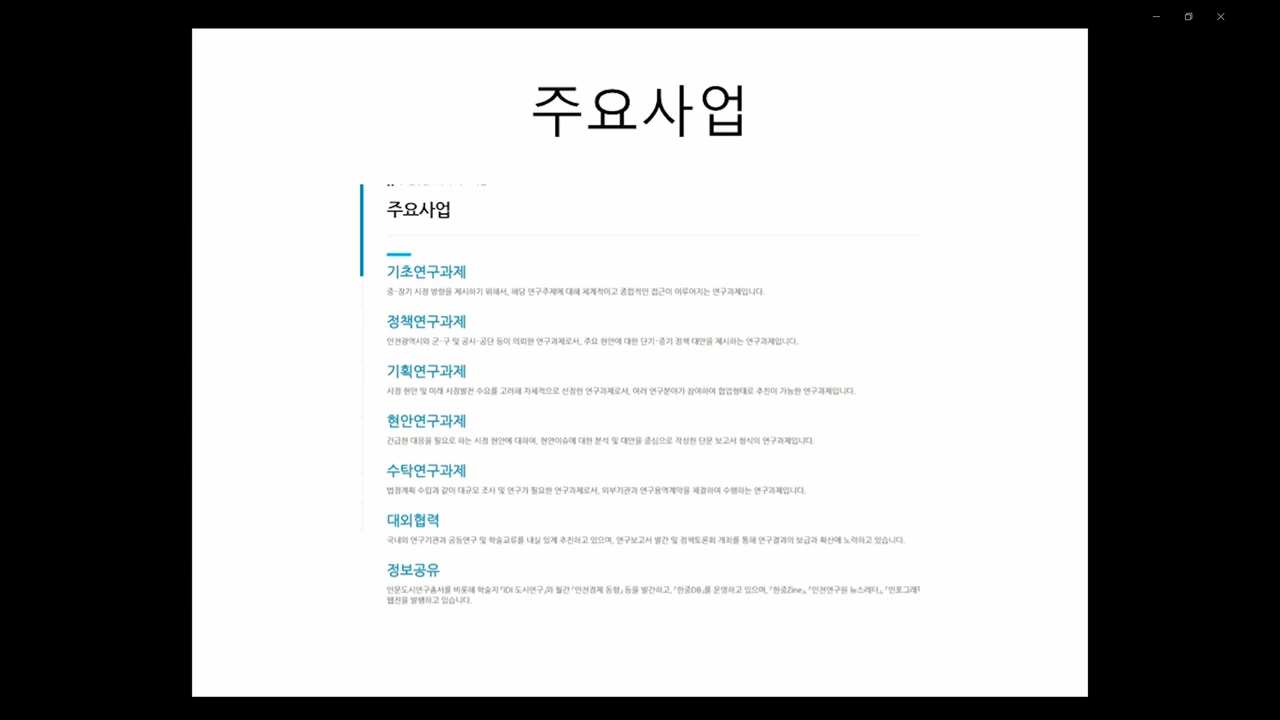 주요사업
주요사업
기초연구과제
중·장기 시정 방향을 제시하기 위해서, 해당 연구주제에 대해 체계적이고 종합적인 접근이 이루어지는 연구과제입니다.
정책연구과제
인천광역시와 군·구 및 공사·공단 등이 의뢰한 연구과제로서, 주요 현안에 대한 단기·중기 정책 대안을 제시하는 연구과제입니다.
기획연구과제
시정 현안 및 미래 시정발전 수요를 고려해 자체적으로 선정한 연구과제로서, 여러 연구분야가 참여하여 협업형태로 추진이 가능한 연구과제입니다.
현안연구과제
긴급한 대응을 필요로 하는 시정 현안에 대하여, 현안이슈에 대한 분석 및 대안을 중심으로 작성한 단문 보고서 형식의 연구과제입니다.
수탁연구과제
법정계획 수립과 같이 대규모 조사 및 연구가 필요한 연구과제로서, 외부기관과 연구용역계약을 체결하여 수행하는 연구과제입니다.
대외협력
국내외 연구기관과 공동연구 및 학술교류를 내실 있게 추진하고 있으며, 연구보고서 발간 및 정책토론회 개최를 통해 연구결과의 보급과 확산에 노력하고 있습니다.
정보공유
인문도시연구총서를 비롯해 학술지 「IDI 도시연구」와 월간 「인천경제 동향」 등을 발간하고, 「한중DB」를 운영하고 있으며, 「한중Zine」, 「인천연구원 뉴스레터」, 「인포그래
웹진을 발행하고 있습니다.